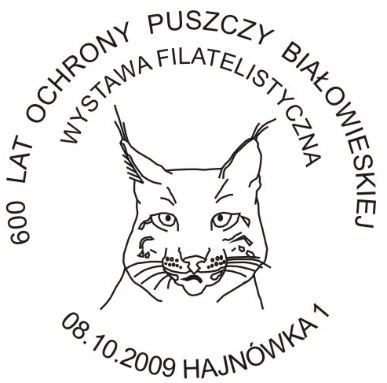 600 LAT OCHRONY PUSZCZY BIAŁOWIESKIEJ
WYSTAWA FILATELISTYCZNA
08.10.2009 HAJNÓWKA 1